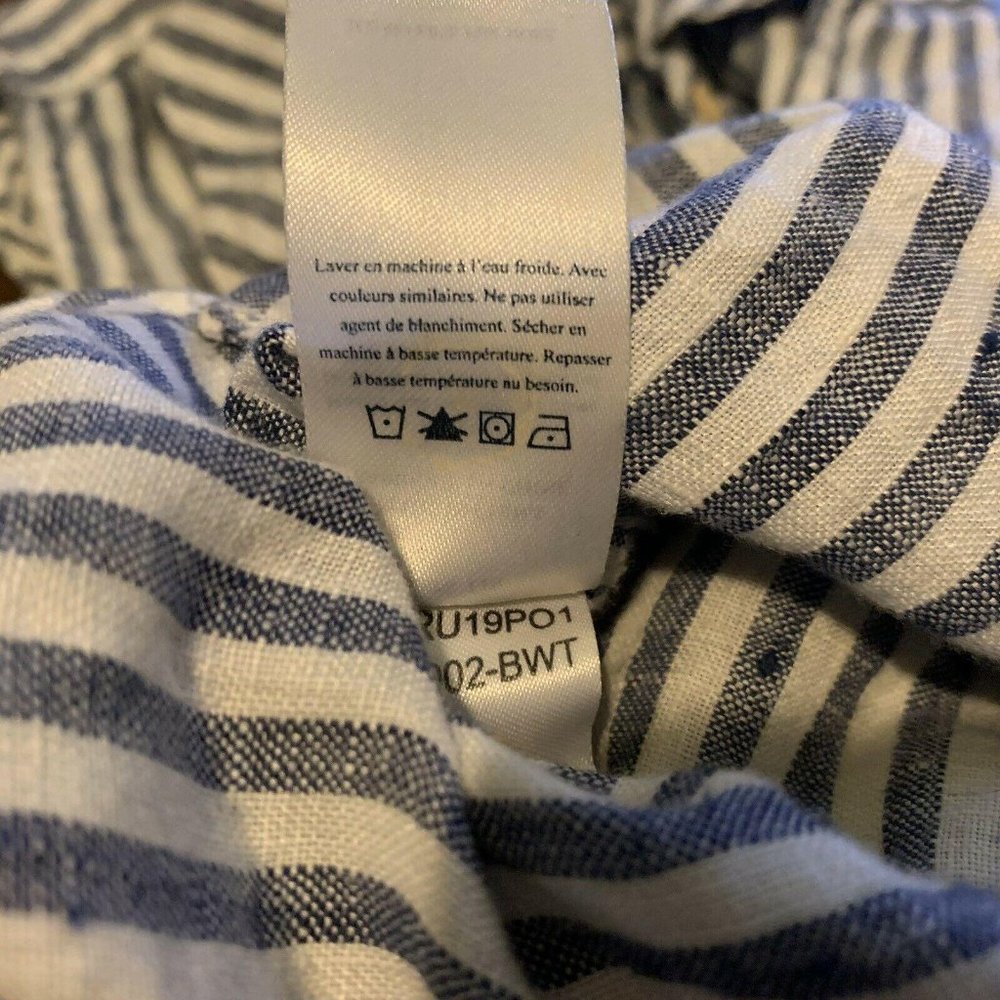 Laver en machine à l'eau froide. Avec
couleurs similaires. Ne pas utiliser
agent de blanchiment. Sécher en
machine à basse température. Repasser
à basse température au besoin.
RU19PO1
02-BWT